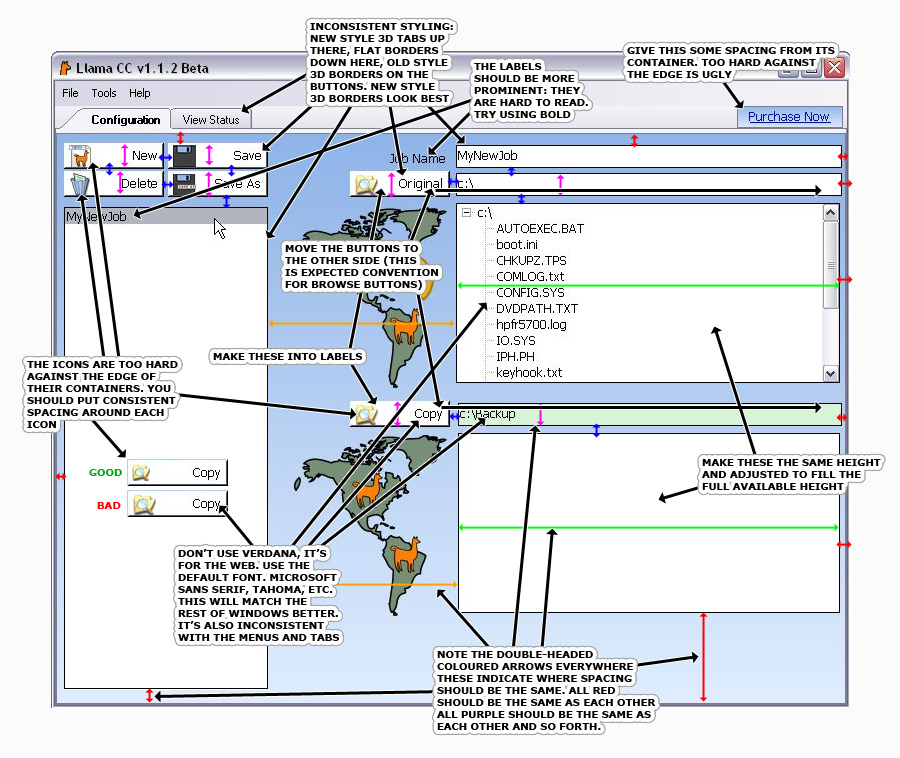 INCONSISTENT STYLING:
NEW STYLE 3D TABS UP
THERE, FLAT BORDERS
DOWN HERE, OLD STYLE
3D BORDERS ON THE
BUTTONS. NEW STYLE
3D BORDERS LOOK BEST
THE LABELS
SHOULD BE MORE
PROMINENT: THEY
ARE HARD TO READ.
TRY USING BOLD
GIVE THIS SOME SPACING FROM ITS
CONTAINER. TOO HARD AGAINST
THE EDGE IS UGLY
Llama CC v1.1.2 Beta
File Tools Help
Configuration View Status
Purchase Now
New Save
Delete Save As
Job Name MyNewJob
Original c:\
MyNewJob
c:\
AUTOEXEC.BAT
boot.ini
CHKUPZ.TPS
COMLOG.txt
CONFIG.SYS
DVDPATH.TXT
hpfr5700.log
IO.SYS
IPH.PH
keyhook.txt
MOVE THE BUTTONS TO
THE OTHER SIDE (THIS
IS EXPECTED CONVENTION
FOR BROWSE BUTTONS)
MAKE THESE INTO LABELS
THE ICONS ARE TOO HARD
AGAINST THE EDGE OF
THEIR CONTAINERS. YOU
SHOULD PUT CONSISTENT
SPACING AROUND EACH
ICON
Copy c:\Backup
GOOD Copy
BAD Copy
MAKE THESE THE SAME HEIGHT
AND ADJUSTED TO FILL THE
FULL AVAILABLE HEIGHT
DON'T USE VERDANA, IT'S
FOR THE WEB. USE THE
DEFAULT FONT. MICROSOFT
SANS SERIF, TAHOMA, ETC.
THIS WILL MATCH THE
REST OF WINDOWS BETTER.
IT'S ALSO INCONSISTENT
WITH THE MENUS AND TABS
NOTE THE DOUBLE-HEADED
COLOURED ARROWS EVERYWHERE
THESE INDICATE WHERE SPACING
SHOULD BE THE SAME. ALL RED
SHOULD BE THE SAME AS EACH OTHER
ALL PURPLE SHOULD BE THE SAME AS
EACH OTHER AND SO FORTH.